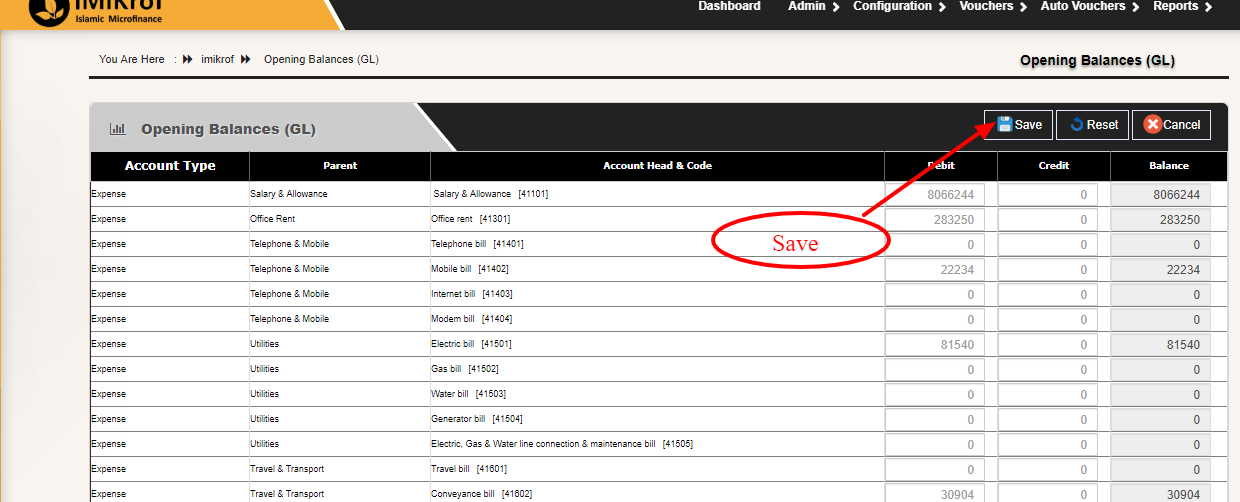 iMiKrof
Islamic Microfinance
Dashboard Admin Configuration Vouchers Auto Vouchers Reports
You Are Here : imikrof Opening Balances (GL)
Opening Balances (GL)
Opening Balances (GL)
Save Reset Cancel
Account Type Parent Account Head & Code Debit Credit Balance
Expense Salary & Allowance Salary & Allowance [41101] 8066244 0 8066244
Expense Office Rent Office rent [41301] 283250 0 283250
Save
Expense Telephone & Mobile Telephone bill [41401] 0 0 0
Expense Telephone & Mobile Mobile bill [41402] 22234 0 22234
Expense Telephone & Mobile Internet bill [41403] 0 0 0
Expense Telephone & Mobile Modem bill [41404] 0 0 0
Expense Utilities Electric bill [41501] 81540 0 81540
Expense Utilities Gas bill [41502] 0 0 0
Expense Utilities Water bill [41503] 0 0 0
Expense Utilities Generator bill [41504] 0 0 0
Expense Utilities Electric, Gas & Water line connection & maintenance bill [41505] 0 0 0
Expense Travel & Transport Travel bill [41601] 0 0 0
Expense Travel & Transport Conveyance bill [41602] 30904 0 30904